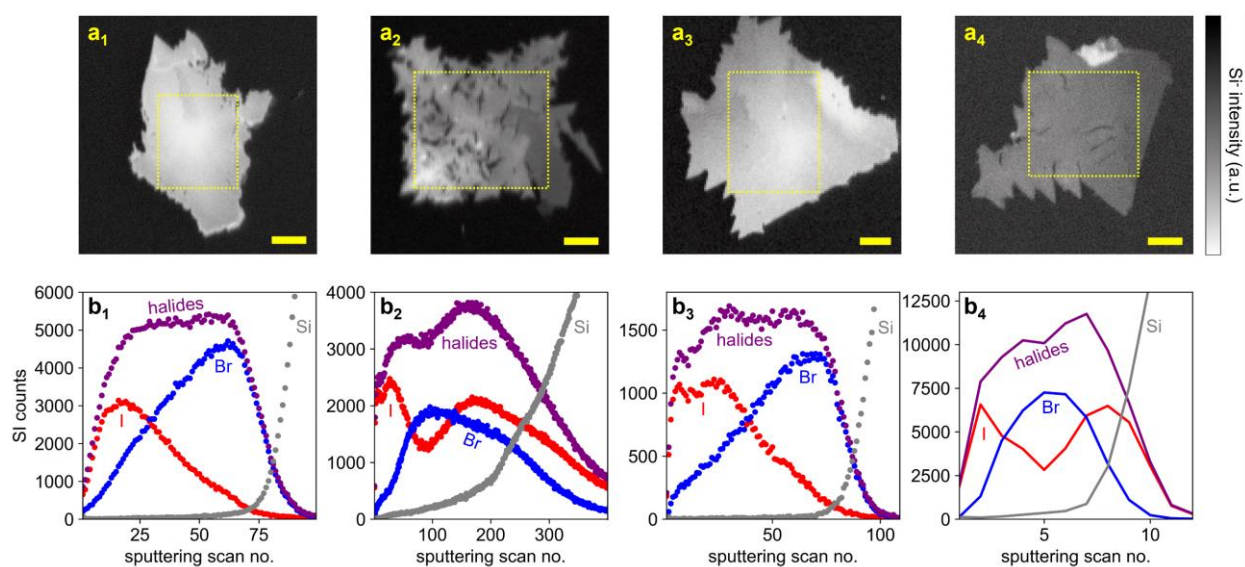 a1
a2
a3
a4
Si- intensity (a.u.)
b1
halides
Br
I
Si
6000
5000
4000
3000
2000
1000
0
25
50
75
sputtering scan no.
SI counts
b2
halides
I
Br
Si
4000
3000
2000
1000
0
100
200
300
sputtering scan no.
b3
halides
I
Br
Si
1500
1000
500
0
50
100
sputtering scan no.
b4
halides
I
Br
Si
12500
10000
7500
5000
2500
0
5
10
sputtering scan no.